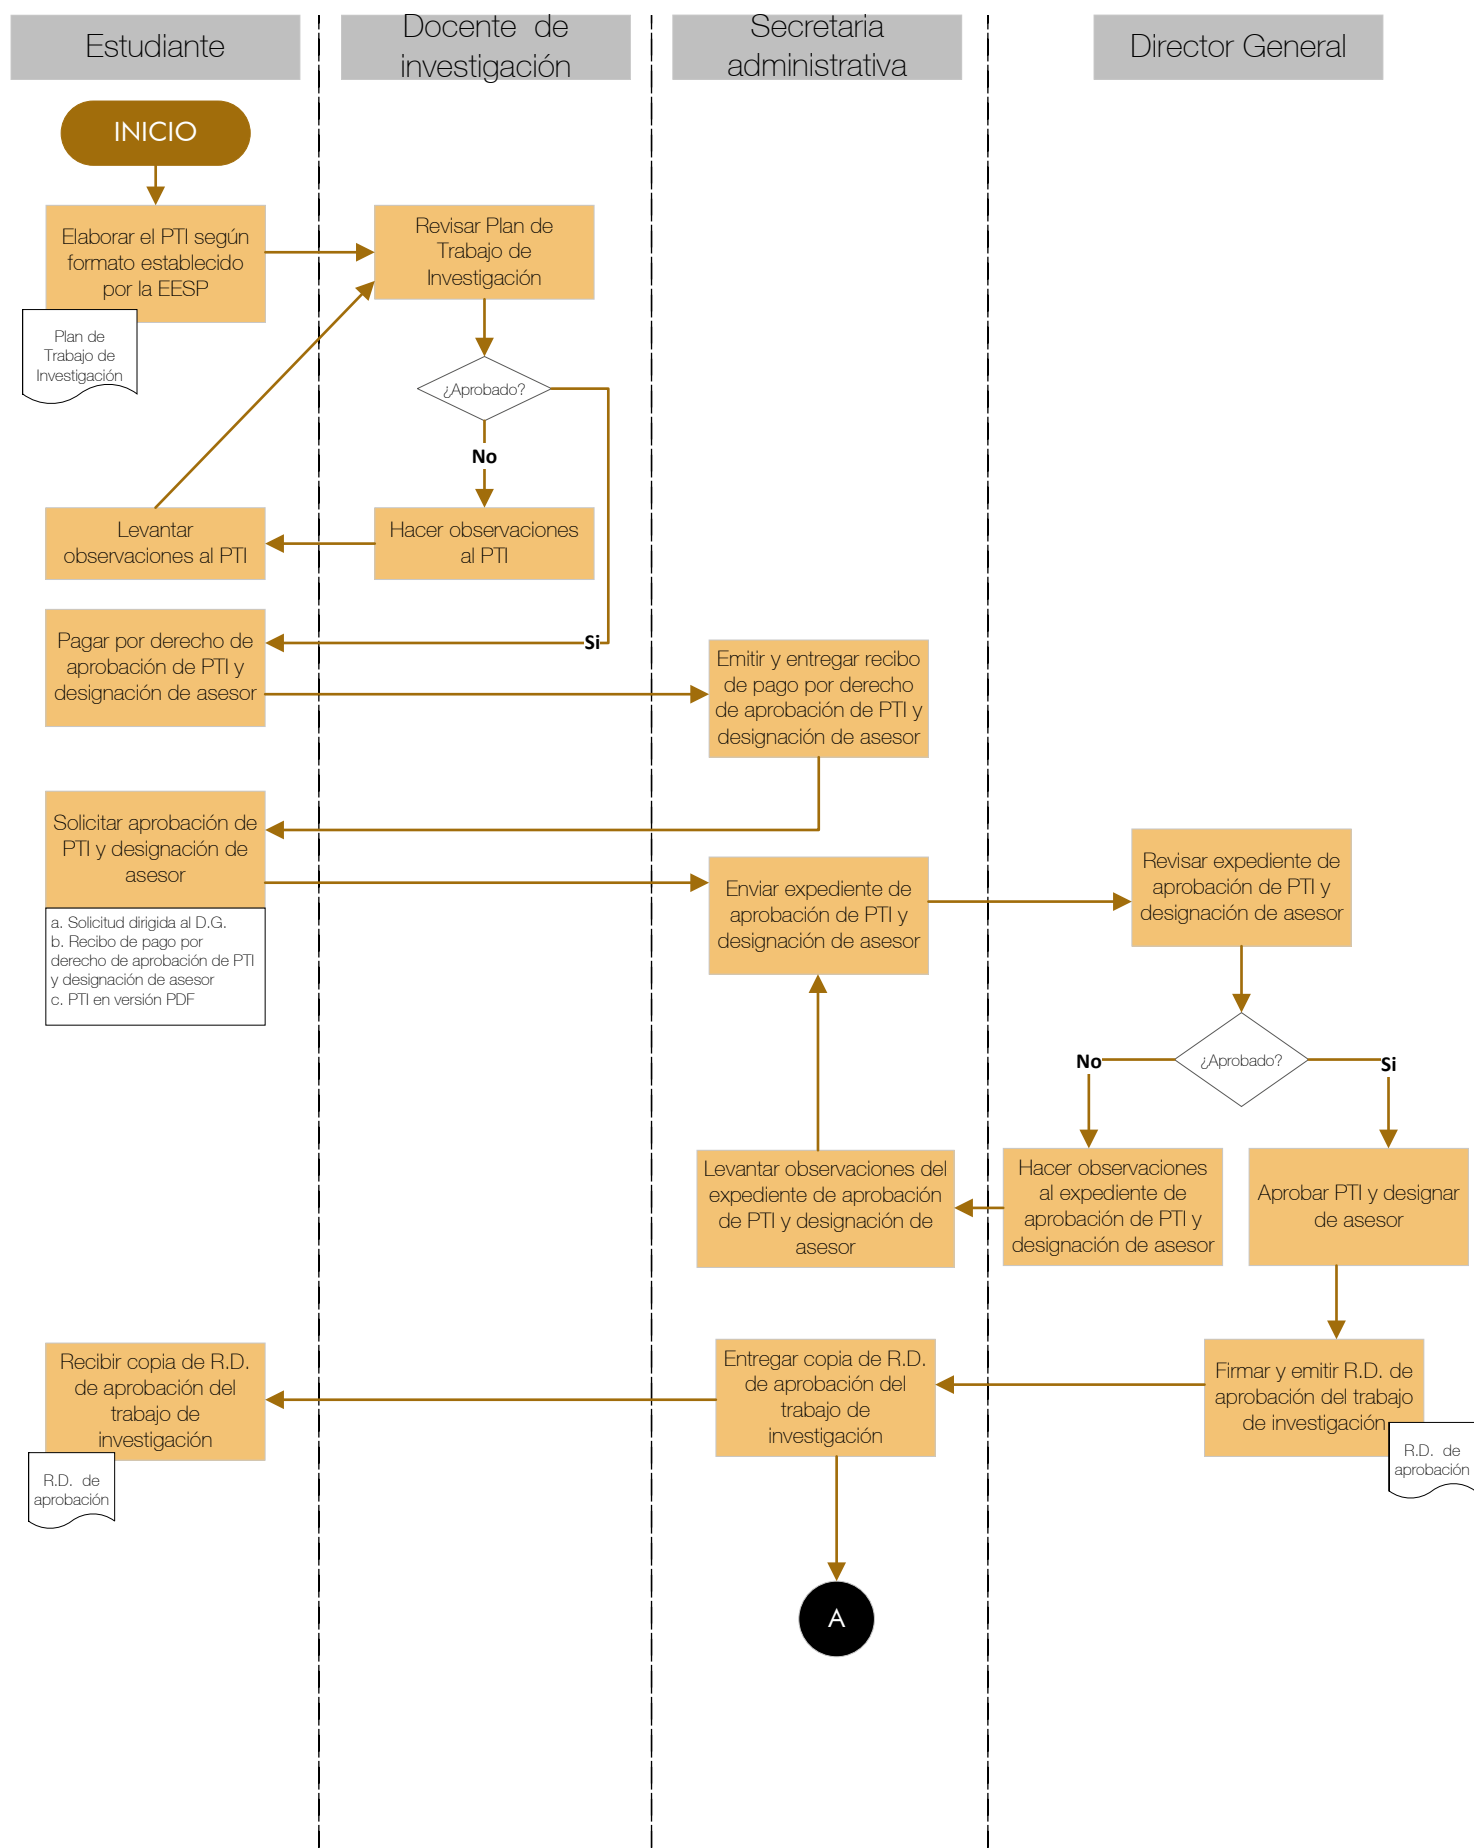 Estudiante
Docente de
investigación
Secretaria
administrativa
Director General
INICIO
Elaborar el PTI según
formato establecido
por la EESP
Plan de
Trabajo de
Investigación
Revisar Plan de
Trabajo de
Investigación
¿Aprobado?
No
Levantar
observaciones al PTI
Hacer observaciones
al PTI
Si
Pagar por derecho de
aprobación de PTI y
designación de asesor
Emitir y entregar recibo
de pago por derecho
de aprobación de PTI y
designación de asesor
Solicitar aprobación de
PTI y designación de
asesor
a. Solicitud dirigida al D.G.
b. Recibo de pago por
derecho de aprobación de PTI
y designación de asesor
c. PTI en versión PDF
Enviar expediente de
aprobación de PTI y
designación de asesor
Revisar expediente de
aprobación de PTI y
designación de asesor
¿Aprobado?
No
Si
Levantar observaciones del
expediente de aprobación
de PTI y designación de
asesor
Hacer observaciones
al expediente de
aprobación de PTI y
designación de asesor
Aprobar PTI y designar
de asesor
Recibir copia de R.D.
de aprobación del
trabajo de
investigación
R.D. de
aprobación
Entregar copia de R.D.
de aprobación del
trabajo de
investigación
Firmar y emitir R.D. de
aprobación del trabajo
de investigación
R.D. de
aprobación
A